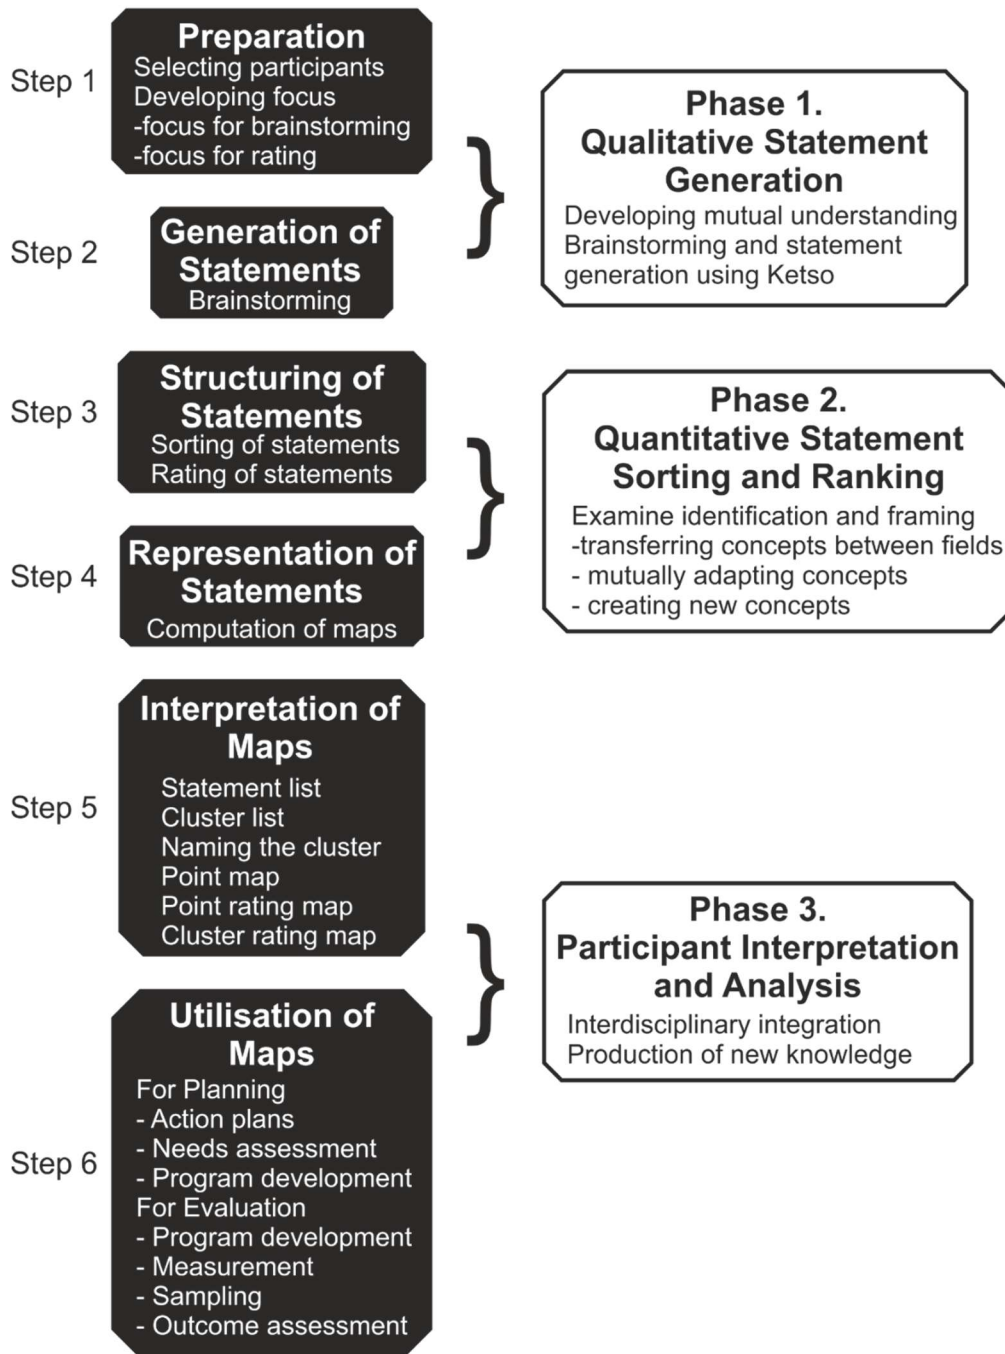 Step 1
Preparation
Selecting participants
Developing focus
-focus for brainstorming
-focus for rating
Step 2
Generation of
Statements
Brainstorming
}
Phase 1.
Qualitative Statement
Generation
Developing mutual understanding
Brainstorming and statement
generation using Ketso
Step 3
Structuring of
Statements
Sorting of statements
Rating of statements
Step 4
Representation of
Statements
Computation of maps
}
Phase 2.
Quantitative Statement
Sorting and Ranking
Examine identification and framing
-transferring concepts between fields
- mutually adapting concepts
- creating new concepts
Step 5
Interpretation of
Maps
Statement list
Cluster list
Naming the cluster
Point map
Point rating map
Cluster rating map
Step 6
Utilisation of
Maps
For Planning
- Action plans
- Needs assessment
- Program development
For Evaluation
- Program development
- Measurement
- Sampling
- Outcome assessment
}
Phase 3.
Participant Interpretation
and Analysis
Interdisciplinary integration
Production of new knowledge